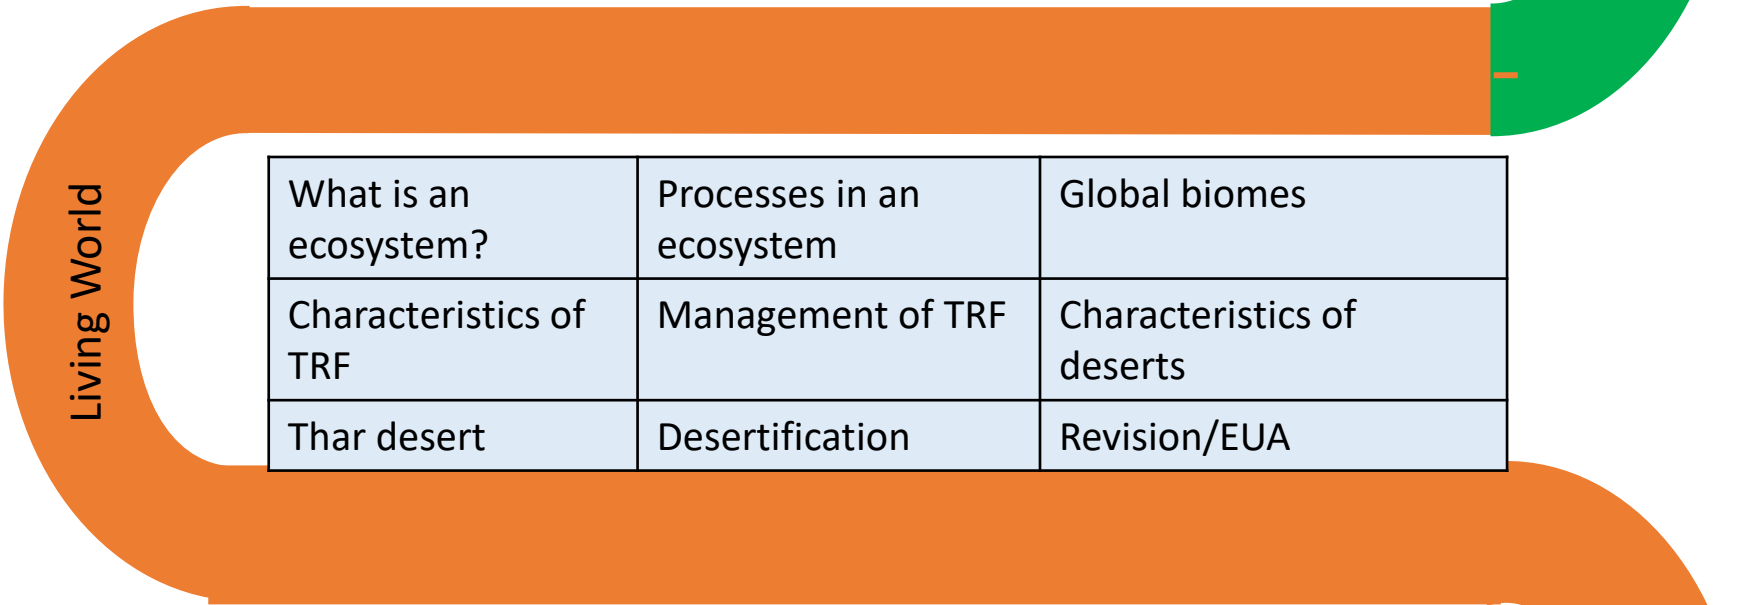 Living World
What is an
ecosystem?
Processes in an
ecosystem
Global biomes
Characteristics of
TRF
Management of TRF
Characteristics of
deserts
Thar desert
Desertification
Revision/EUA